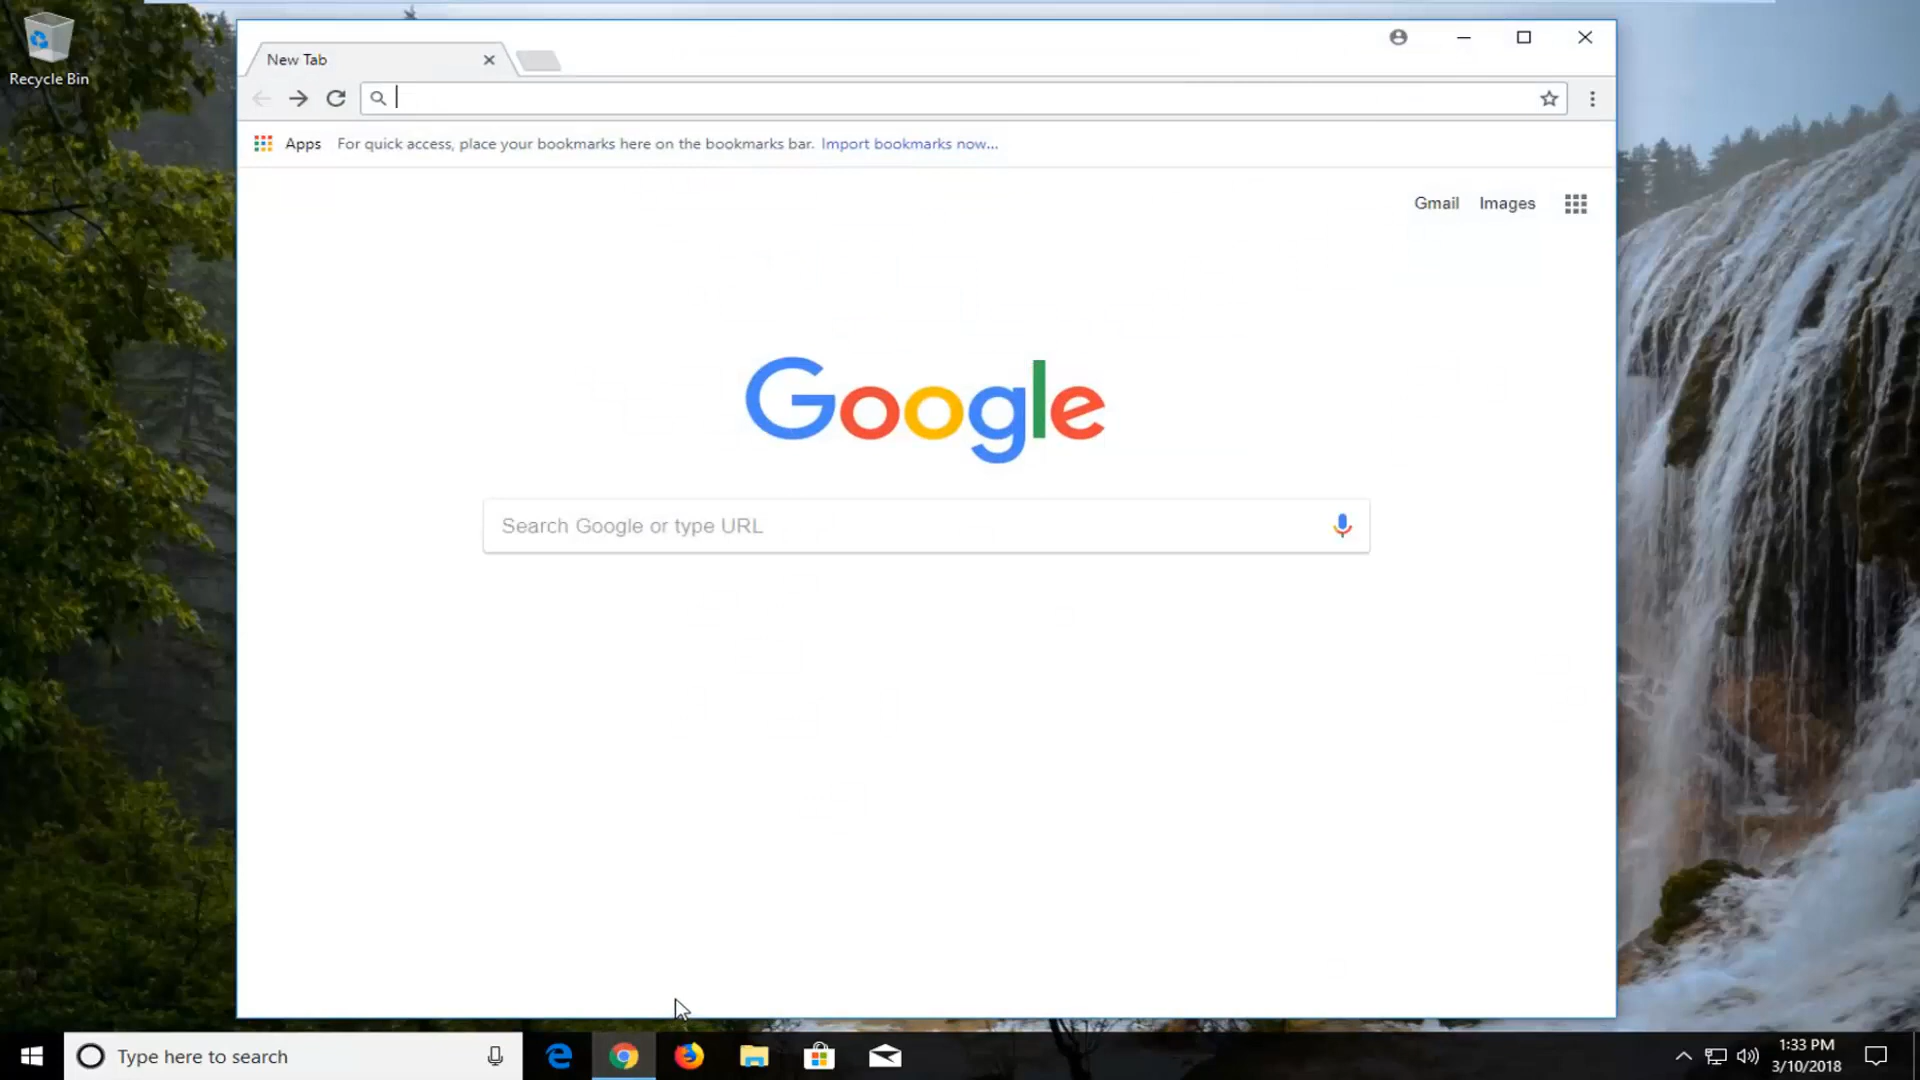 Recycle Bin
New Tab
Apps For quick access, place your bookmarks here on the bookmarks bar. Import bookmarks now...
Gmail Images
Google
Search Google or type URL
Type here to search
1:33 PM
3/10/2018